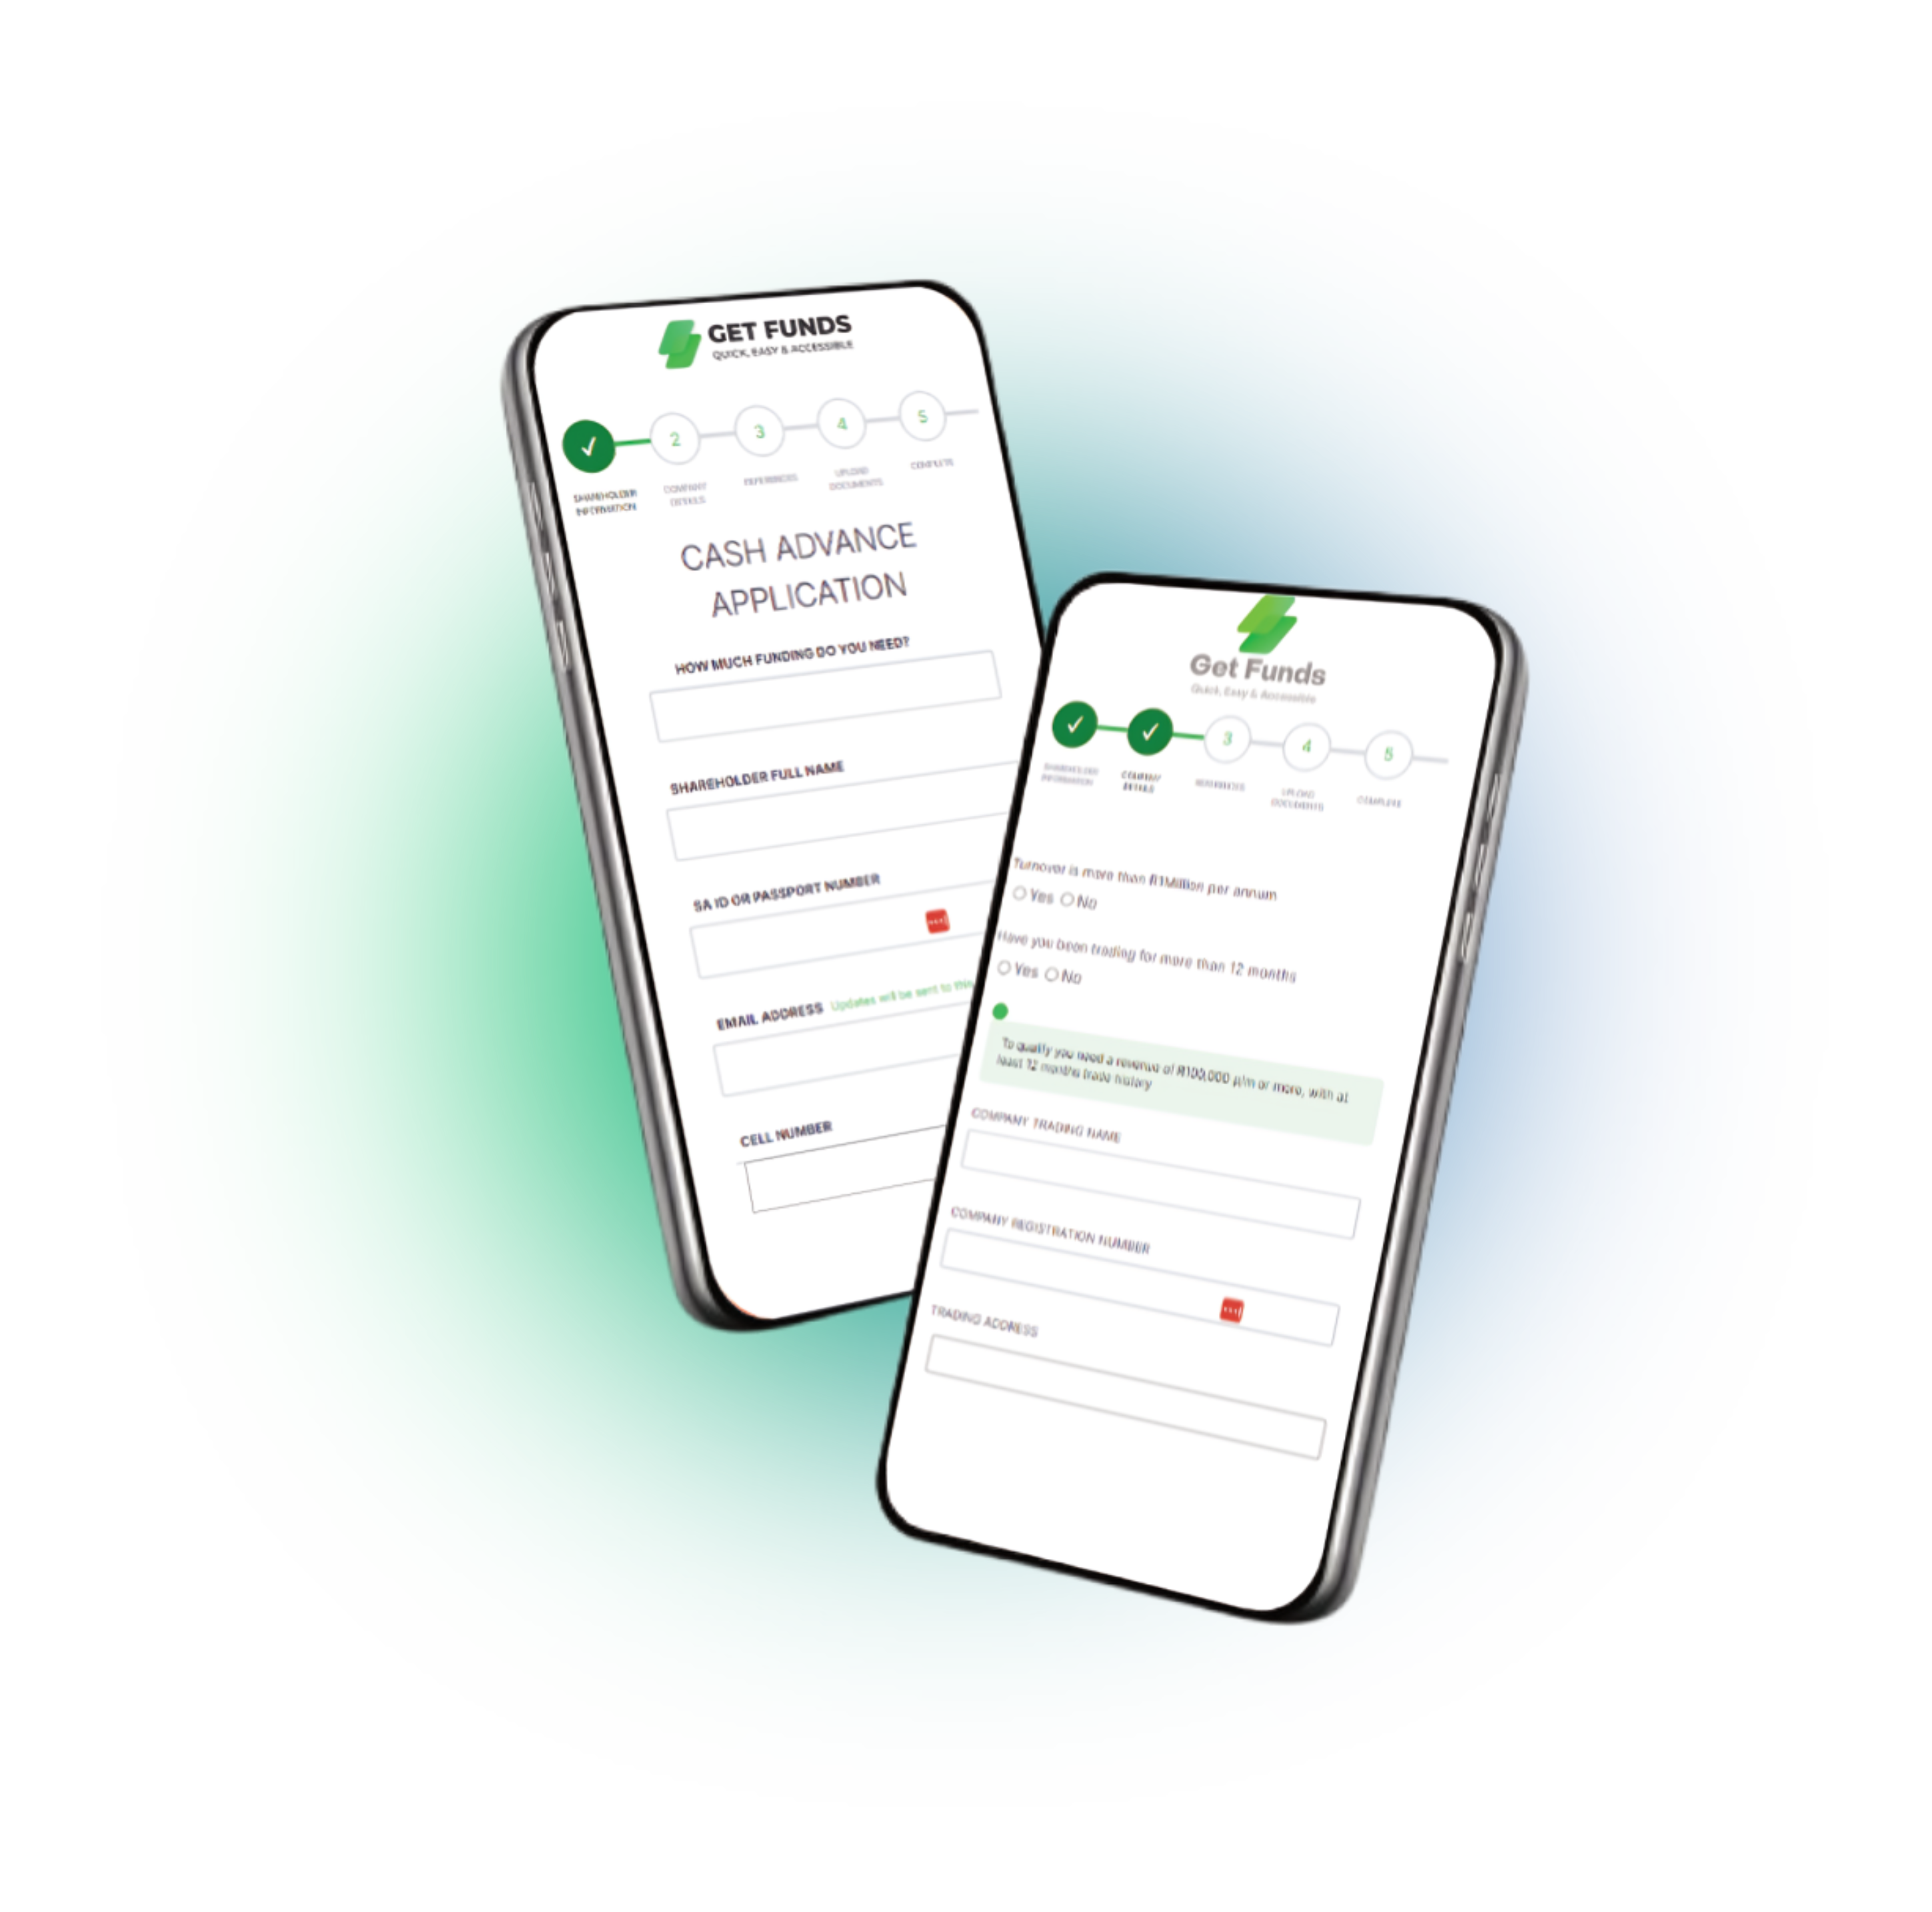 GET FUNDS
QUICK, EASY & ACCESSIBLE
✓
2
3
4
5
SHAREHOLDER
INFORMATION
COMPANY
DETAILS
REFERENCES
UPLOAD
DOCUMENTS
COMPLETE
CASH ADVANCE
APPLICATION
HOW MUCH FUNDING DO YOU NEED?
SHAREHOLDER FULL NAME
SA ID OR PASSPORT NUMBER
EMAIL ADDRESS Updates will be sent to this
CELL NUMBER
Get Funds
Quick, Easy & Accessible
✓
✓
3
4
5
SHAREHOLDER
INFORMATION
COMPANY
DETAILS
REFERENCES
UPLOAD
DOCUMENTS
COMPLETE
Turnover is more than R1Million per annum
Yes No
Have you been trading for more than 12 months
Yes No
To qualify you need a revenue of R100,000 p/m or more, with at
least 12 months trade history
COMPANY TRADING NAME
COMPANY REGISTRATION NUMBER
TRADING ADDRESS